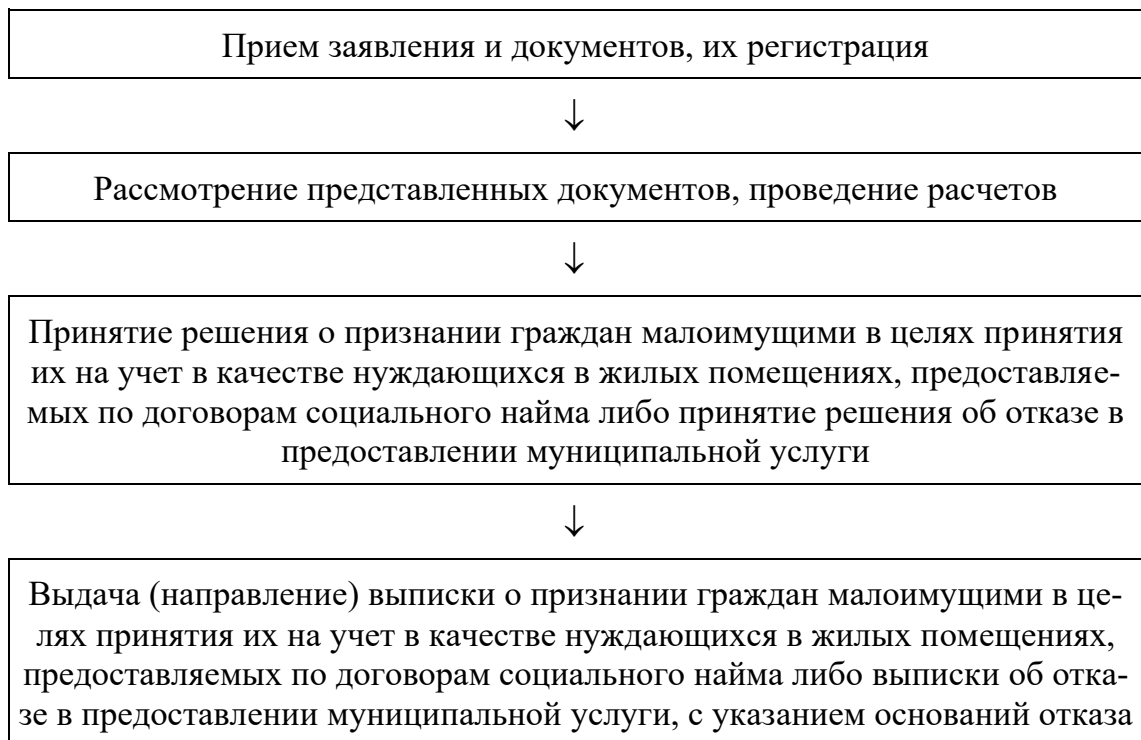 Прием заявления и документов, их регистрация
↓
Рассмотрение представленных документов, проведение расчетов
↓
Принятие решения о признании граждан малоимущими в целях принятия
их на учет в качестве нуждающихся в жилых помещениях, предоставляе-
мых по договорам социального найма либо принятие решения об отказе в
предоставлении муниципальной услуги
↓
Выдача (направление) выписки о признании граждан малоимущими в це-
лях принятия их на учет в качестве нуждающихся в жилых помещениях,
предоставляемых по договорам социального найма либо выписки об отка-
зе в предоставлении муниципальной услуги, с указанием оснований отказа